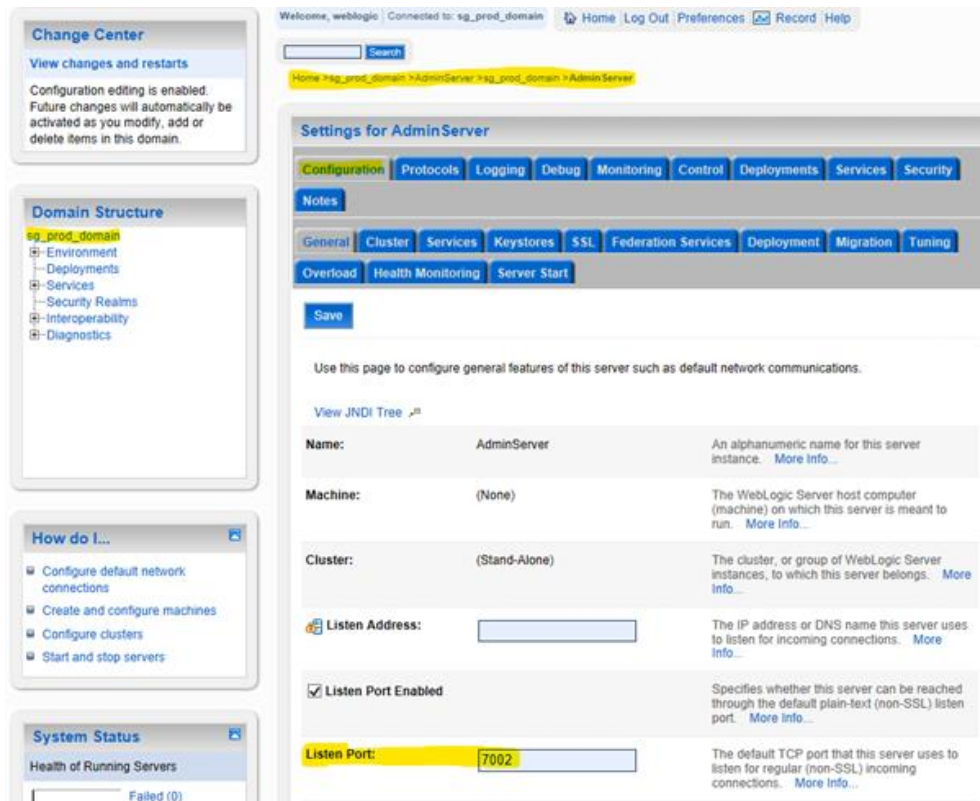 Change Center
View changes and restarts
Configuration editing is enabled.
Future changes will automatically be
activated as you modify, add or
delete items in this domain.
Domain Structure
sg_prod_domain
Environment
Deployments
Services
Security Realms
Interoperability
Diagnostics
How do I...
Configure default network
connections
Create and configure machines
Configure clusters
Start and stop servers
System Status
Health of Running Servers
Failed (0)
Welcome, weblogic Connected to: sg_prod_domain Home Log Out Preferences Record Help
Search
Home >sg_prod_domain >AdminServer >sg_prod_domain >AdminServer
Settings for AdminServer
Configuration Protocols Logging Debug Monitoring Control Deployments Services Security
Notes
General Cluster Services Keystores SSL Federation Services Deployment Migration Tuning
Overload Health Monitoring Server Start
Save
Use this page to configure general features of this server such as default network communications.
View JNDI Tree
Name: AdminServer An alphanumeric name for this server
instance. More Info...
Machine: (None) The WebLogic Server host computer
(machine) on which this server is meant to
run. More Info...
Cluster: (Stand-Alone) The cluster, or group of WebLogic Server
instances, to which this server belongs. More
Info...
Listen Address: The IP address or DNS name this server uses
to listen for incoming connections. More
Info...
Listen Port Enabled Specifies whether this server can be reached
through the default plain-text (non-SSL) listen
port. More Info...
Listen Port: 7002 The default TCP port that this server uses to
listen for regular (non-SSL) incoming
connections. More Info...